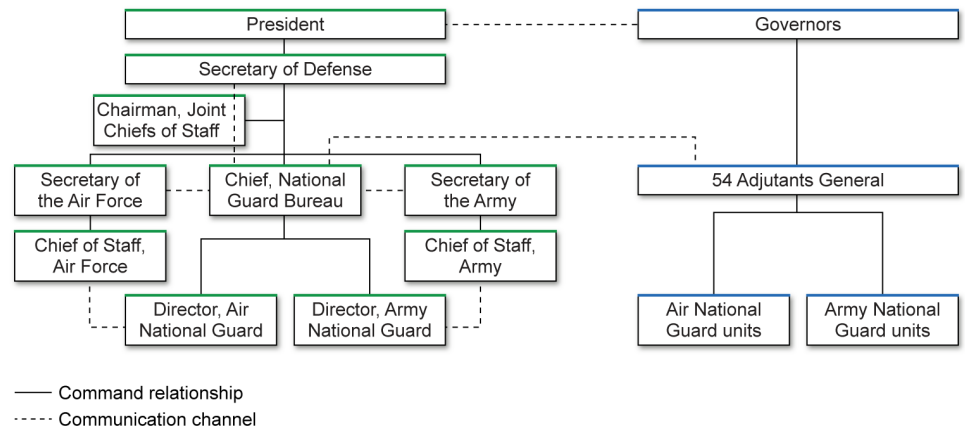 President
Governors
Secretary of Defense
Chairman, Joint
Chiefs of Staff
Secretary of
the Air Force
Chief, National
Guard Bureau
Secretary of
the Army
54 Adjutants General
Chief of Staff,
Air Force
Chief of Staff,
Army
Director, Air
National Guard
Director, Army
National Guard
Air National
Guard units
Army National
Guard units
Command relationship
Communication channel